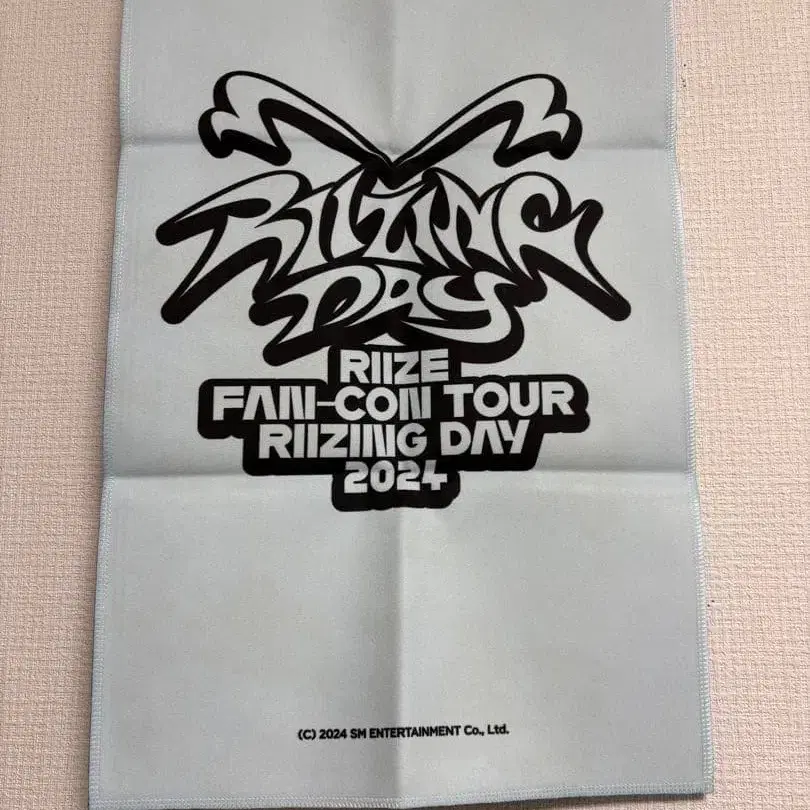 RIIZING
DAY
RIIZE
FAN-CON TOUR
RIIZING DAY
2024
(C) 2024 SM ENTERTAINMENT Co., Ltd.